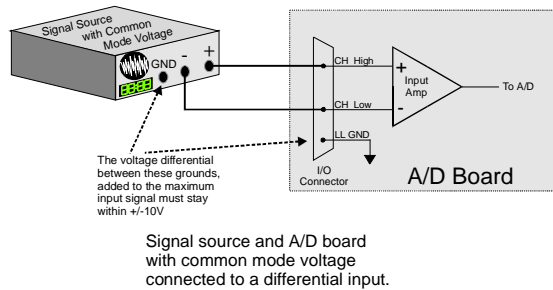 Signal Source
with Common
Mode Voltage
GND - +
CH High
+
Input
Amp
To A/D
CH Low
-
LL GND
I/O
Connector
A/D Board
The voltage differential
between these grounds,
added to the maximum
input signal must stay
within +/-10V
Signal source and A/D board
with common mode voltage
connected to a differential input.